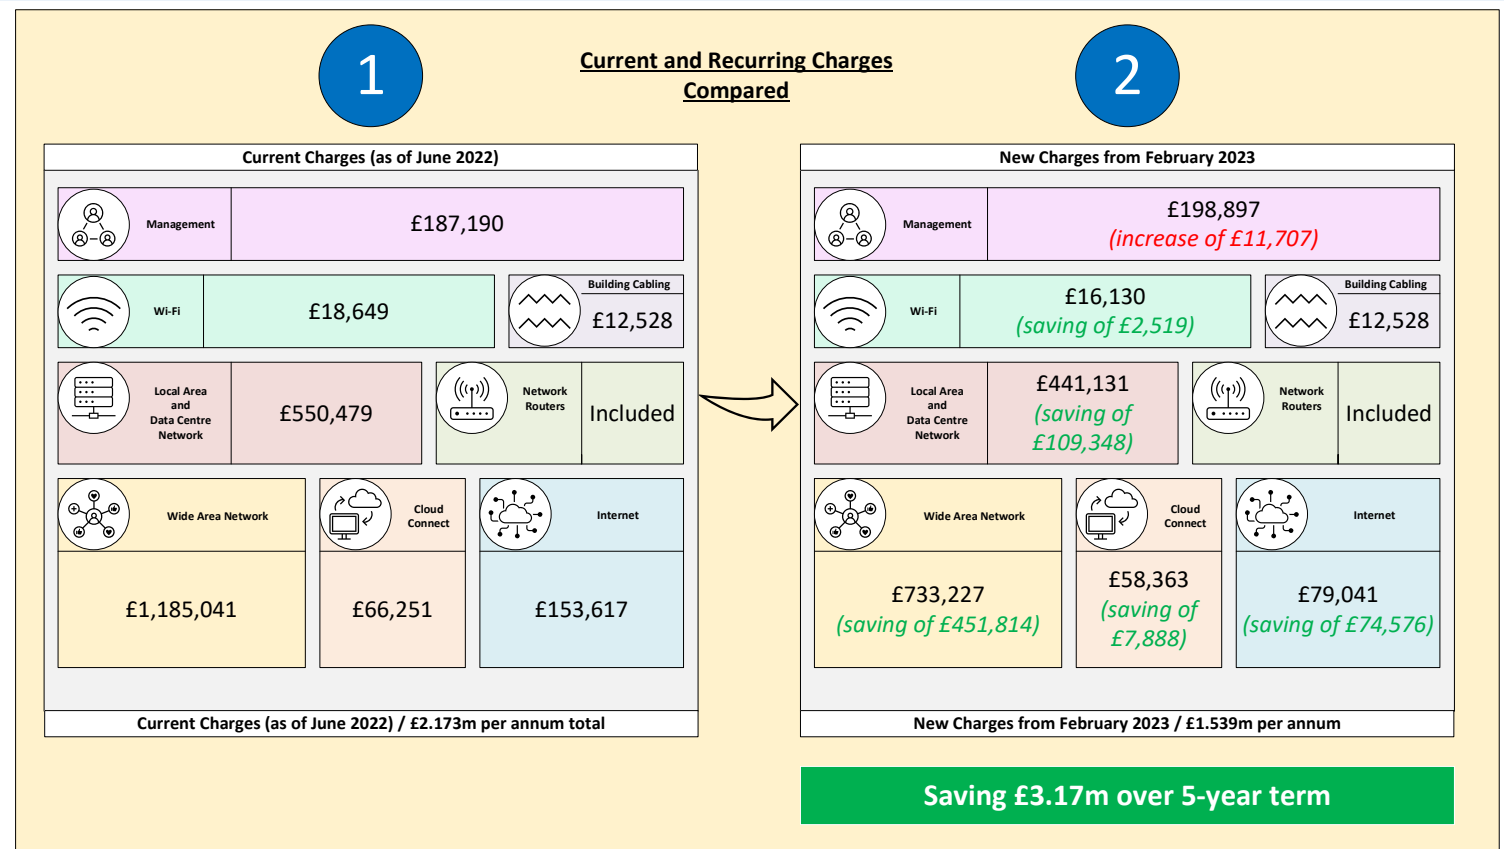 1
Current and Recurring Charges
Compared
2
Current Charges (as of June 2022)
Management
£187,190
Wi-Fi
£18,649
Building Cabling
£12,528
Local Area
and
Data Centre
Network
£550,479
Network
Routers
Included
Wide Area Network
£1,185,041
Cloud
Connect
£66,251
Internet
£153,617
Current Charges (as of June 2022) / £2.173m per annum total
New Charges from February 2023
Management
£198,897
(increase of £11,707)
Wi-Fi
£16,130
(saving of £2,519)
Building Cabling
£12,528
Local Area
and
Data Centre
Network
£441,131
(saving of
£109,348)
Network
Routers
Included
Wide Area Network
£733,227
(saving of £451,814)
Cloud
Connect
£58,363
(saving of
£7,888)
Internet
£79,041
(saving of £74,576)
New Charges from February 2023 / £1.539m per annum
Saving £3.17m over 5-year term